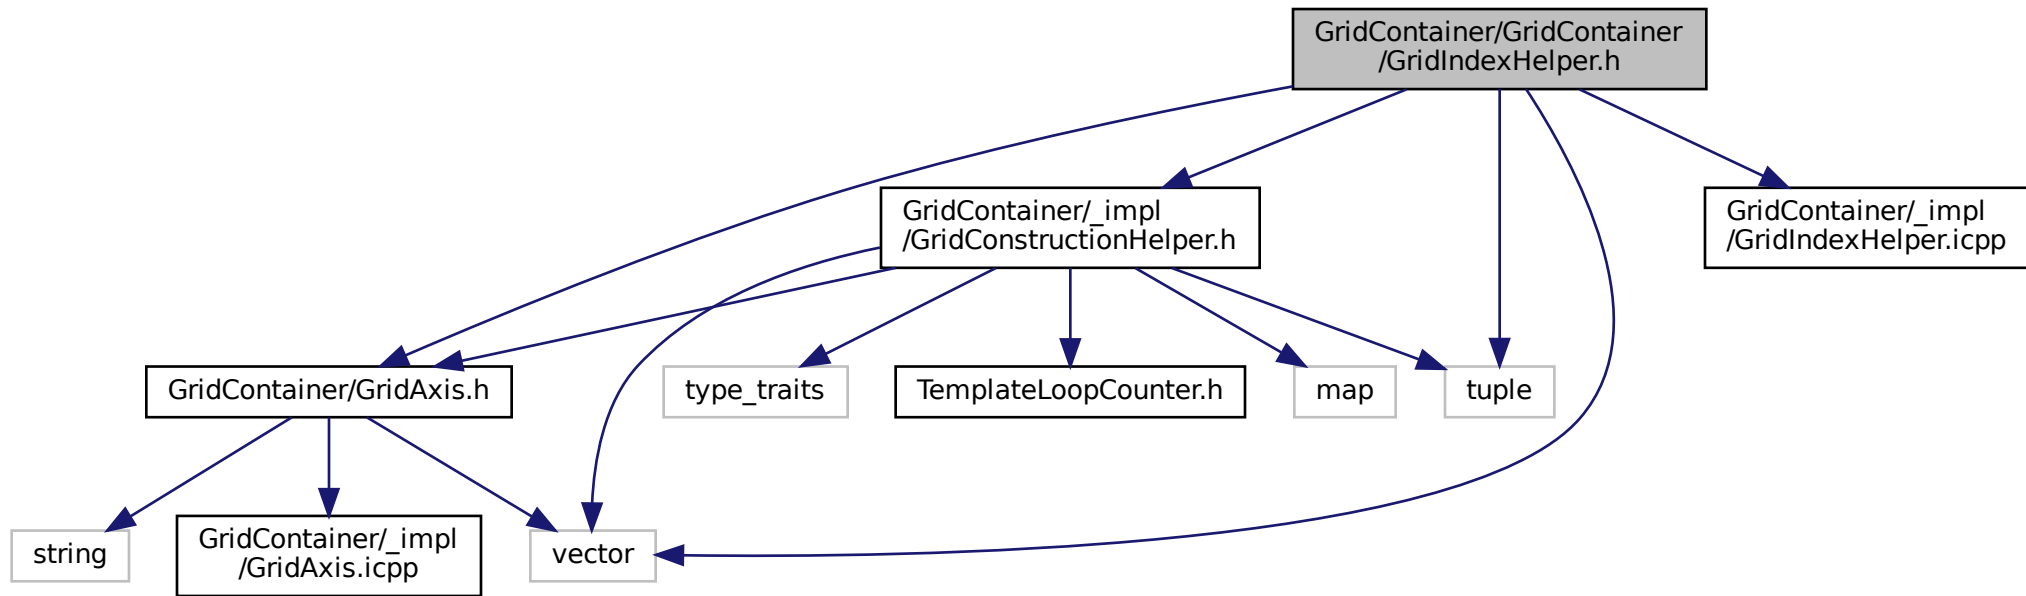 GridContainer/GridContainer
/GridIndexHelper.h
GridContainer/_impl
/GridConstructionHelper.h
GridContainer/_impl
/GridIndexHelper.icpp
GridContainer/GridAxis.h
type_traits
TemplateLoopCounter.h
map
tuple
string
GridContainer/_impl
/GridAxis.icpp
vector